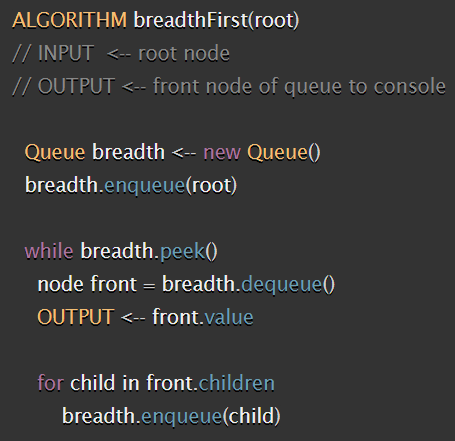 ALGORITHM breadthFirst(root)
// INPUT <-- root node
// OUTPUT <-- front node of queue to console
Queue breadth <-- new Queue()
breadth.enqueue(root)
while breadth.peek()
node front = breadth.dequeue()
OUTPUT <-- front.value
for child in front.children
breadth.enqueue(child)